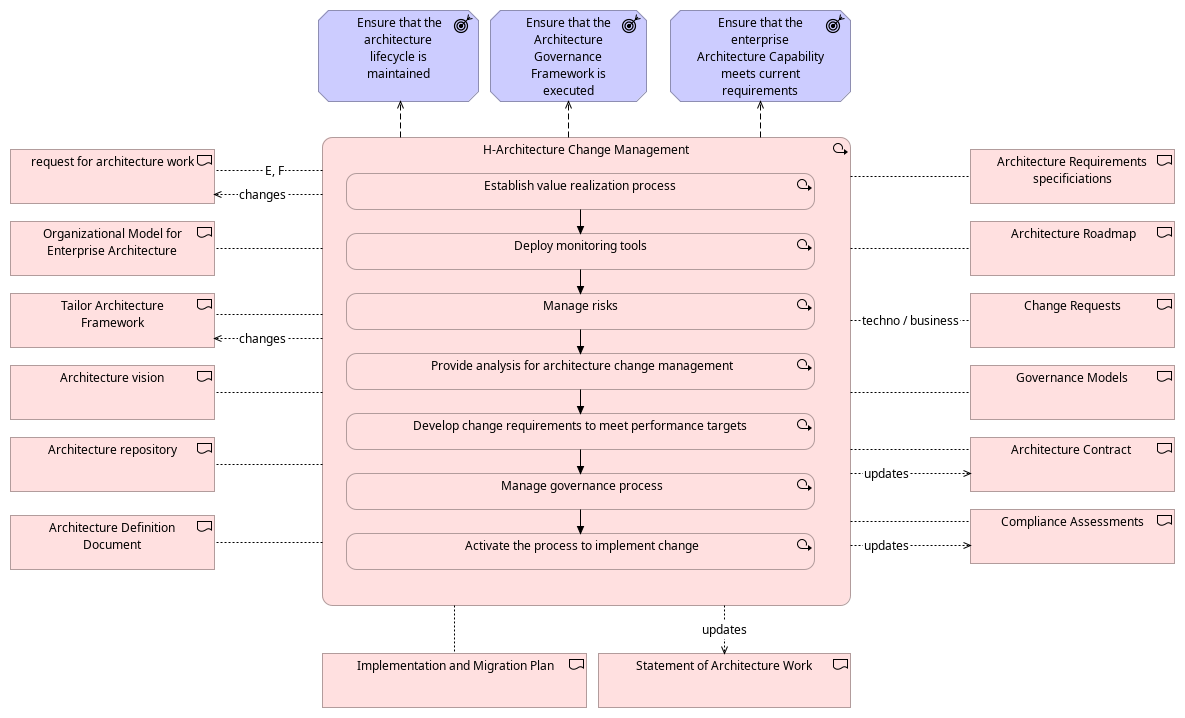 Ensure that the
architecture
lifecycle is
maintained
Ensure that the
Architecture
Governance
Framework is
executed
Ensure that the
enterprise
Architecture Capability
meets current
requirements
request for architecture work
E, F
changes
Organizational Model for
Enterprise Architecture
Tailor Architecture
Framework
changes
Architecture vision
Architecture repository
Architecture Definition
Document
H-Architecture Change Management
Establish value realization process
Deploy monitoring tools
Manage risks
Provide analysis for architecture change management
Develop change requirements to meet performance targets
Manage governance process
Activate the process to implement change
Architecture Requirements
specificiations
Architecture Roadmap
techno / business
Change Requests
Governance Models
Architecture Contract
updates
Compliance Assessments
updates
updates
Implementation and Migration Plan
Statement of Architecture Work